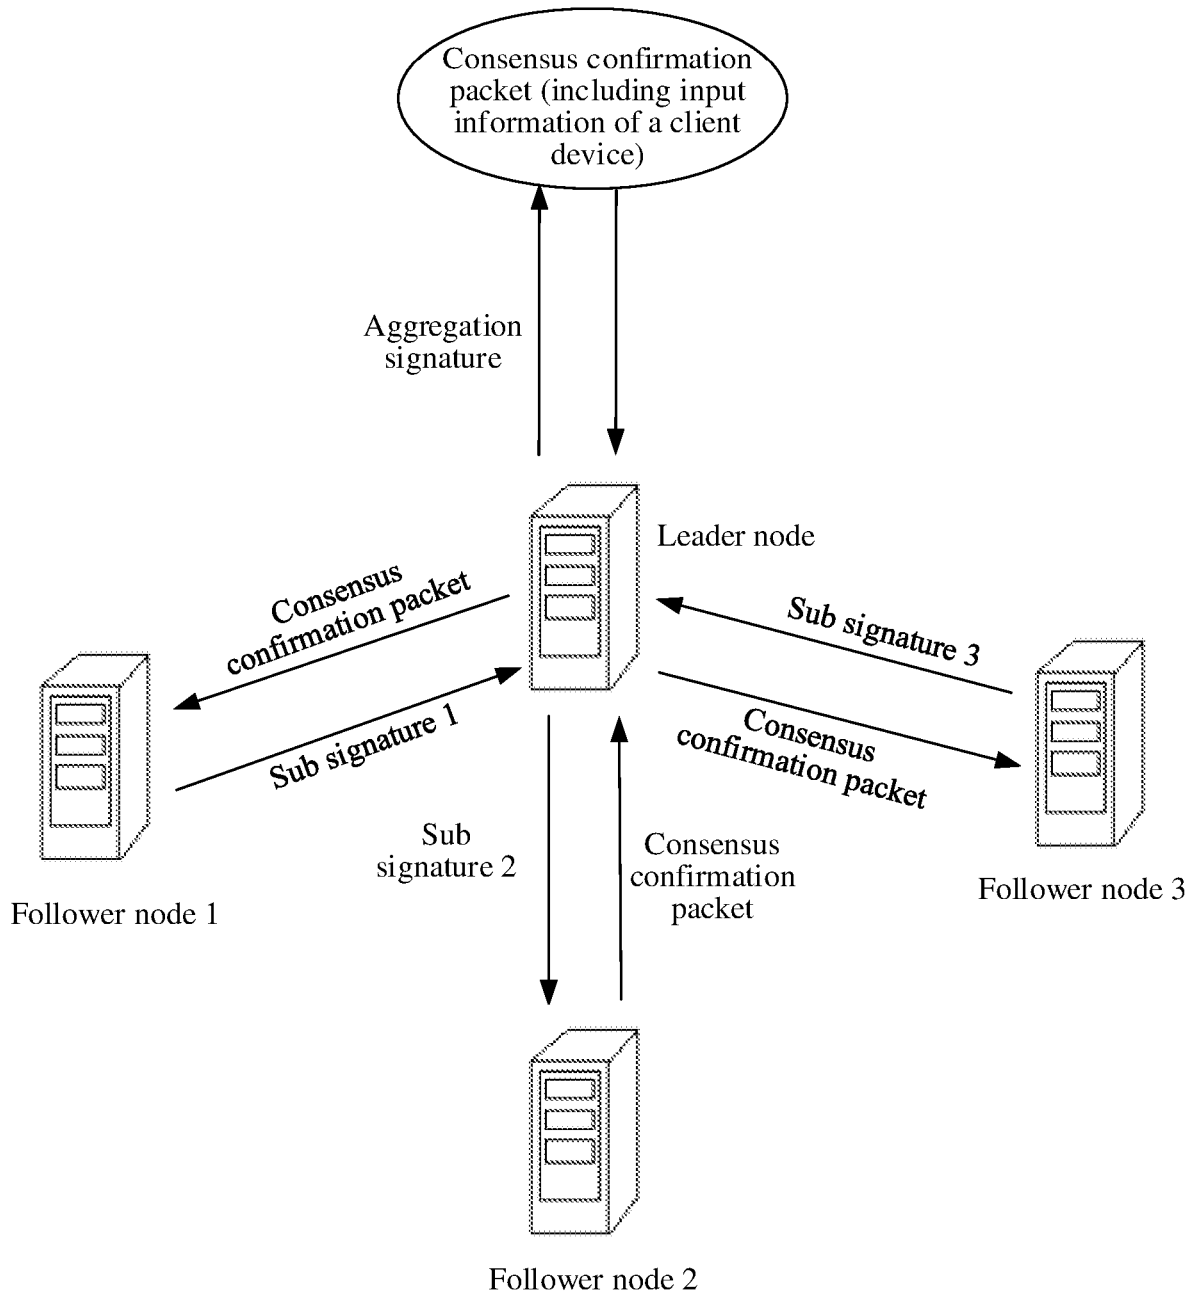 Consensus confirmation
packet (including input
information of a client
device)
Aggregation
signature
Leader node
Consensus
confirmation packet
Sub signature 3
Sub signature 1
Consensus
confirmation packet
Sub
signature 2
Consensus
confirmation
packet
Follower node 1
Follower node 3
Follower node 2